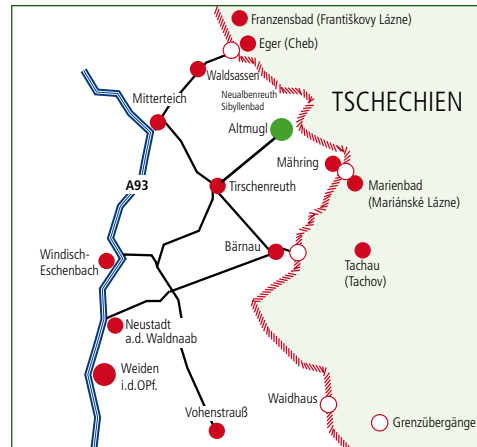 Franzensbad (Františkovy Lázne)
Eger (Cheb)
Waldsassen
Neualbenreuth
Sibyllenbad
TSCHECHIEN
Mitterteich
Altmugl
Mähring
A93
Tirschenreuth
Marienbad
(Mariánské Lázne)
Bärnau
Windisch-
Eschenbach
Tachau
(Tachov)
Neustadt
a.d. Waldnaab
Weiden
i.d.OPf.
Waidhaus
Vohenstrauß
Grenzübergänge